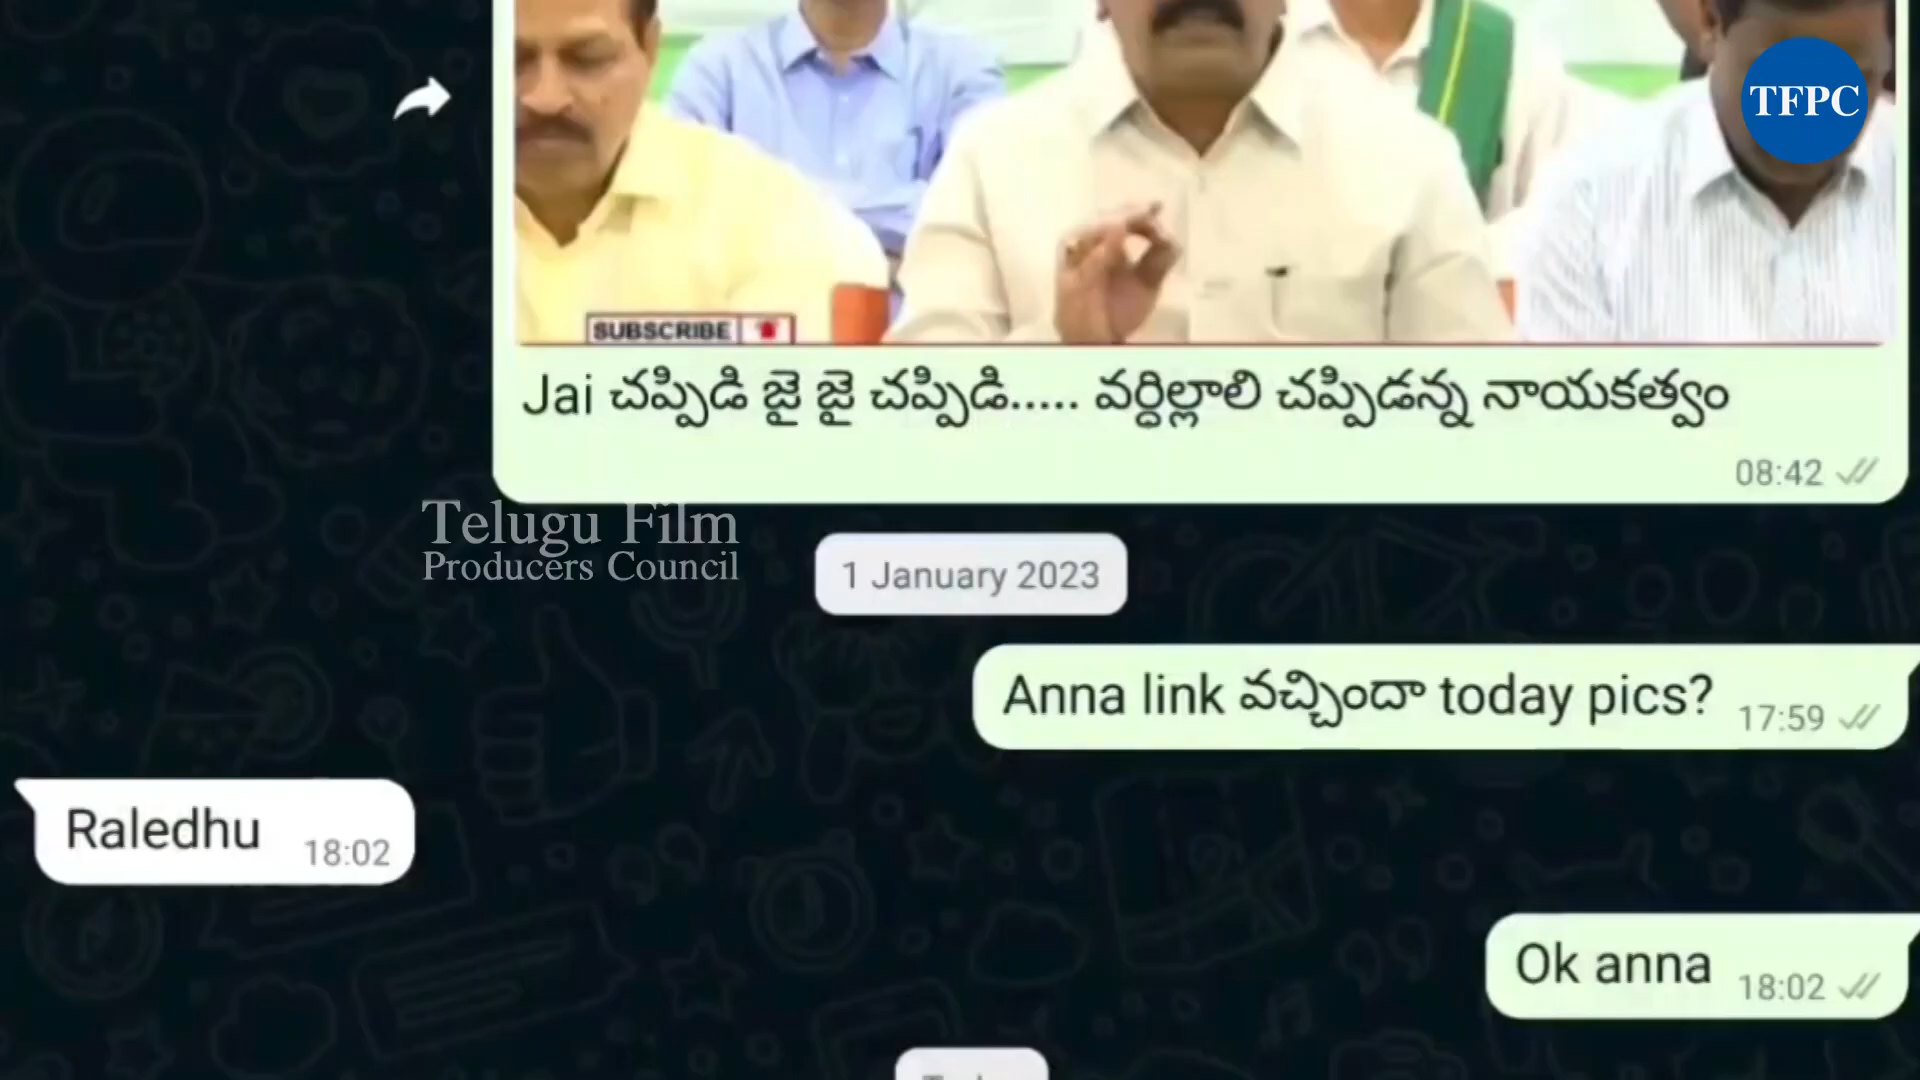 TFPC
SUBSCRIBE
Jai చప్పిడి జై జై చప్పిడి..... వర్ధిల్లాలి చప్పిడన్న నాయకత్వం
08:42
Telugu Film
Producers Council
1 January 2023
Anna link వచ్చిందా today pics? 17:59
Raledhu 18:02
Ok anna 18:02